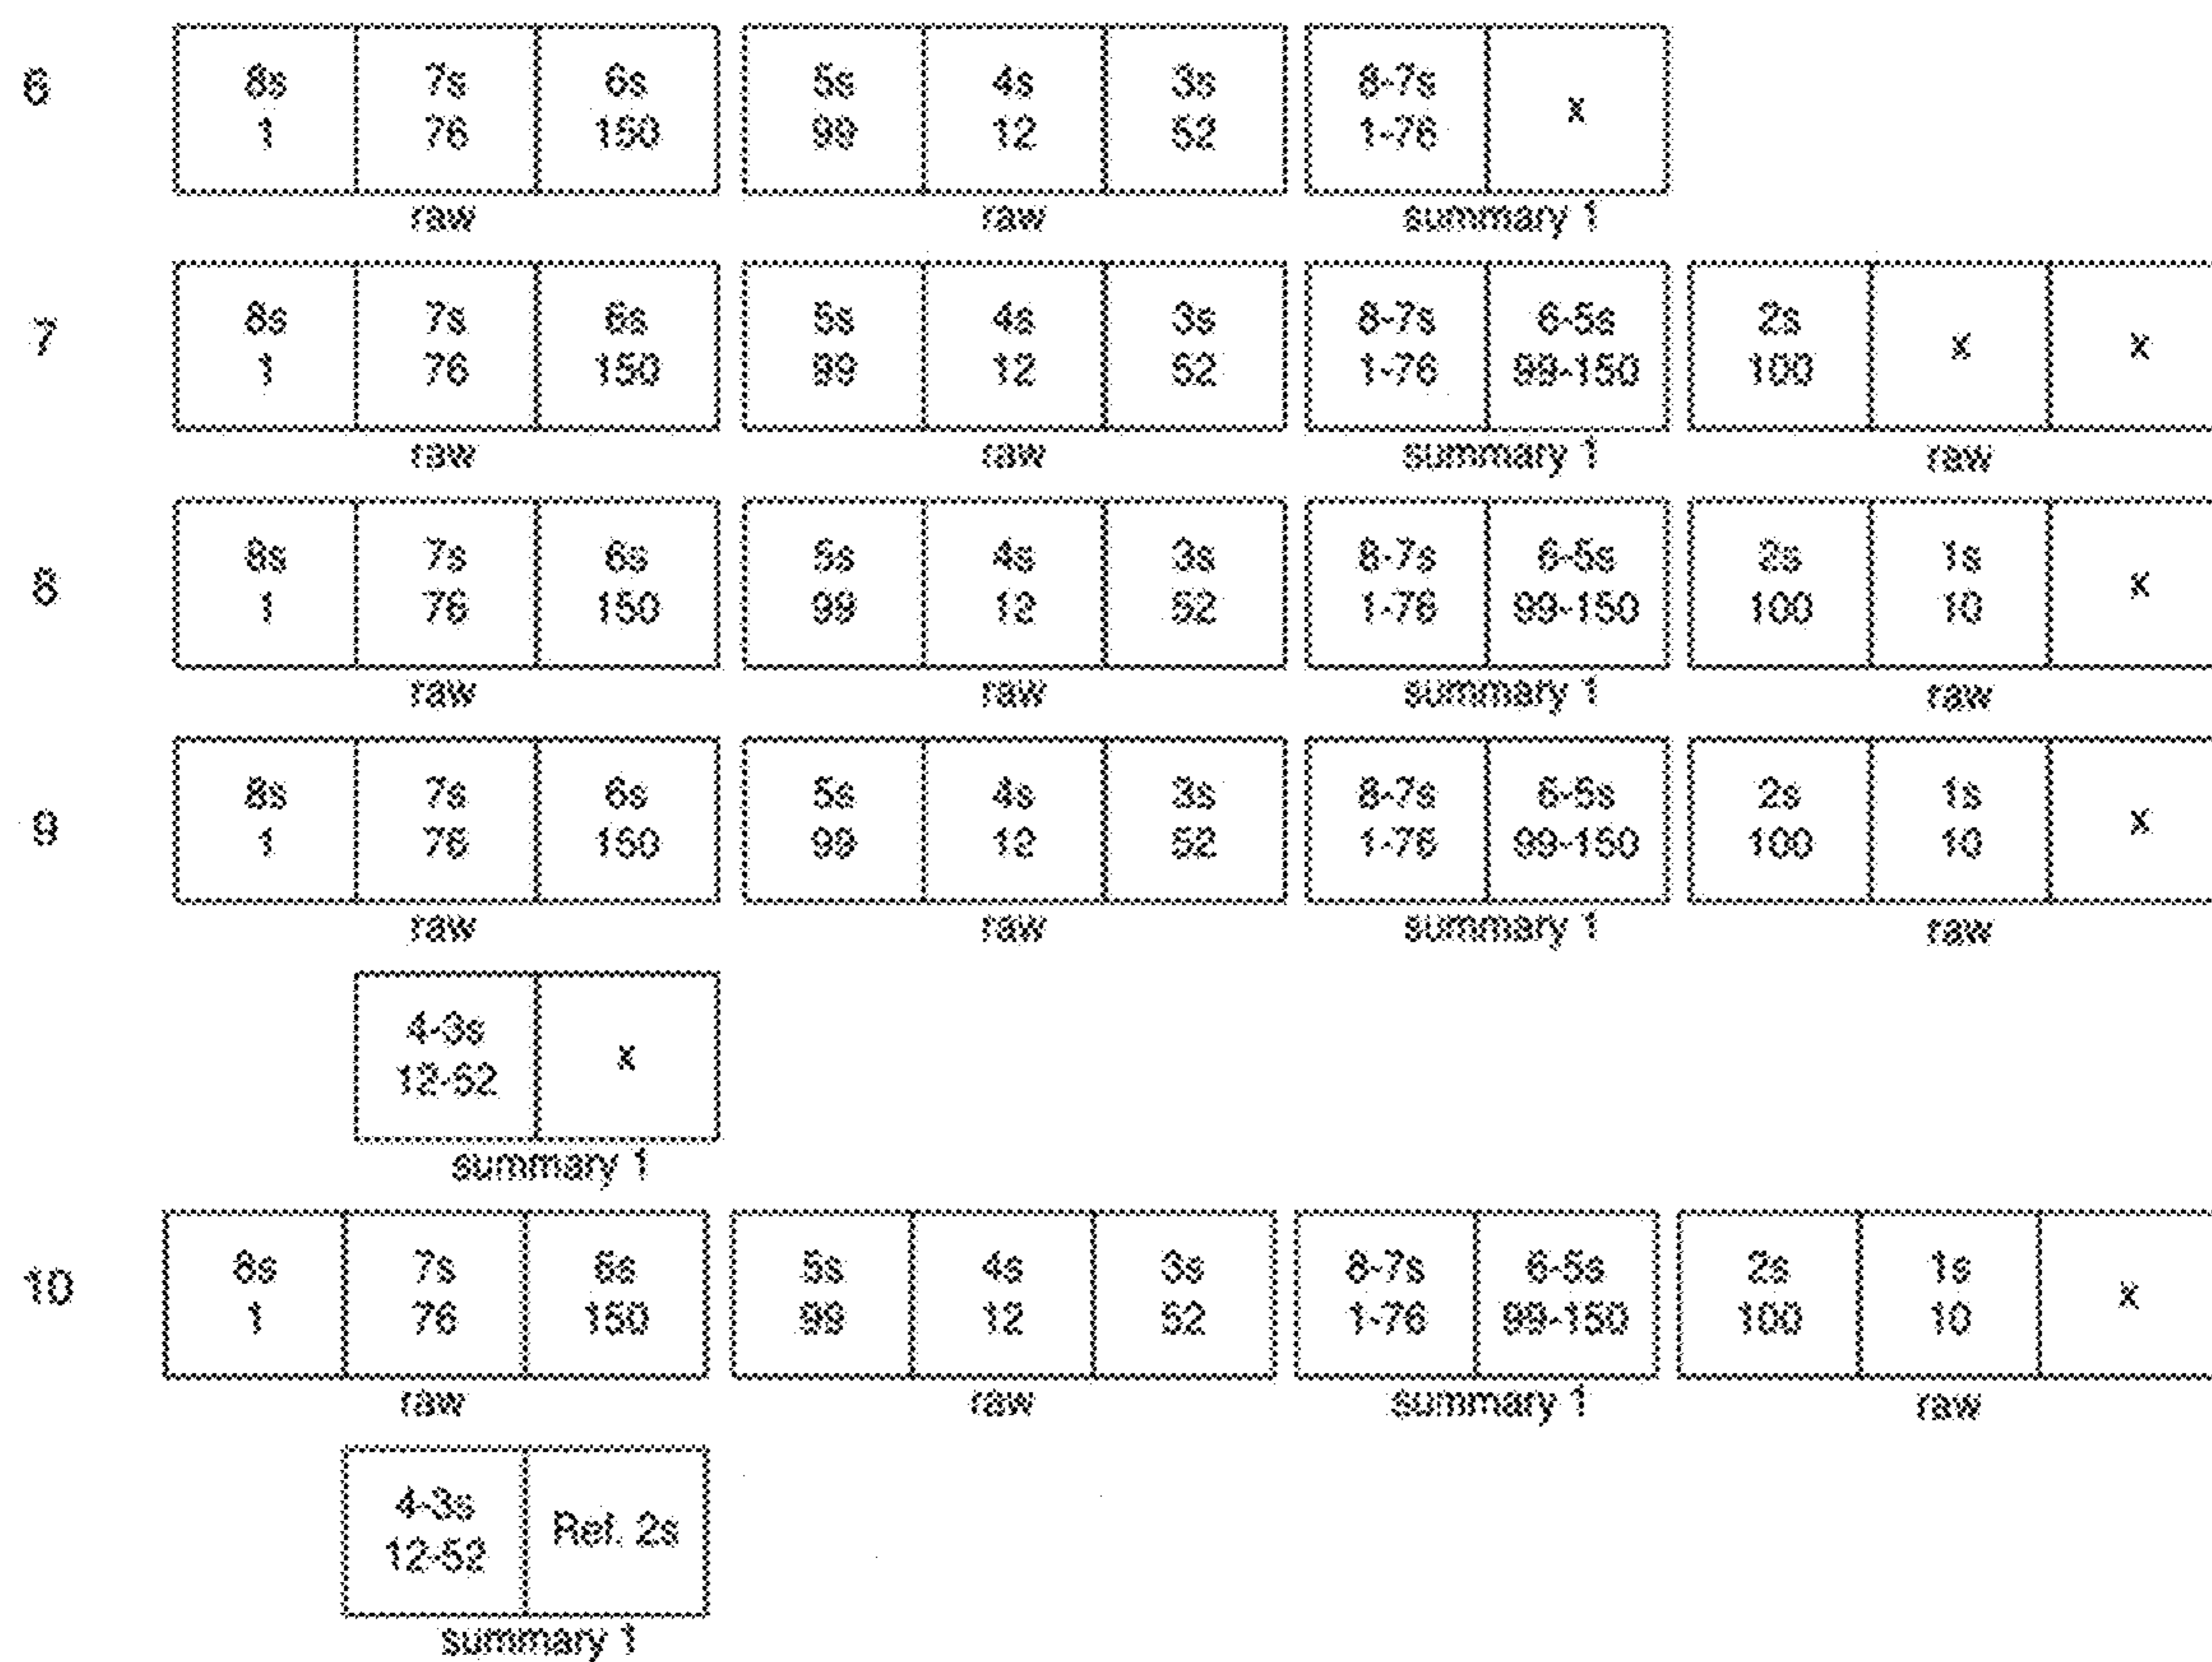 6
8s 7s 6s 5s 4s 3s 8-7s x
1 76 150 99 12 52 1-76
raw raw summary 1
7
8s 7s 6s 5s 4s 3s 8-7s 6-5s 2s x x
1 76 150 99 12 52 1-76 99-150 100
raw raw summary 1 raw
8
8s 7s 6s 5s 4s 3s 8-7s 6-5s 2s 1s x
1 76 150 99 12 52 1-76 99-150 100 10
raw raw summary 1 raw
9
8s 7s 6s 5s 4s 3s 8-7s 6-5s 2s 1s x
1 76 150 99 12 52 1-76 99-150 100 10
raw raw summary 1 raw
4-3s x
12-52
summary 1
10
8s 7s 6s 5s 4s 3s 8-7s 6-5s 2s 1s x
1 76 150 99 12 52 1-76 99-150 100 10
raw raw summary 1 raw
4-3s Ref. 2s
12-52
summary 1